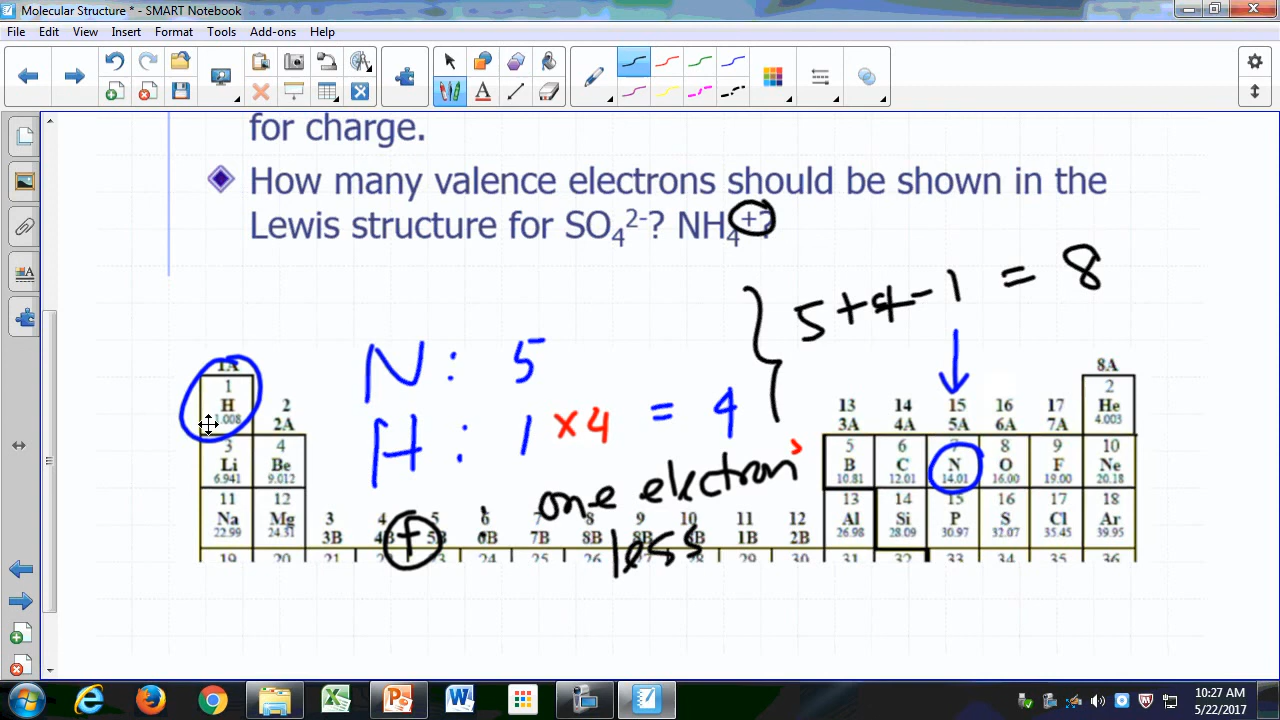 Molecular Structure * - SMART Notebook
File Edit View Insert Format Tools Add-ons Help
for charge.
How many valence electrons should be shown in the
Lewis structure for SO₄²⁻? NH₄⁺?
5+4-1 = 8
N: 5
H: 1 ×4 = 4
+ : one electron
less
1A 8A
1 2
H 2 13 14 15 16 17 He
1.008 2A 3A 4A 5A 6A 7A 4.003
3 4 5 6 7 8 9 10
Li Be B C N O F Ne
6.941 9.012 10.81 12.01 14.01 16.00 19.00 20.18
11 12 13 14 15 16 17 18
Na Mg 3 4 5 6 7 8 9 10 11 12 Al Si P S Cl Ar
22.99 24.31 3B 4B 5B 6B 7B 8B 8B 8B 1B 2B 26.98 28.09 30.97 32.07 35.45 39.95
19 20 21 22 24 25 26 27 28 29 30 31 32 33 34 35 36
10:27 AM
5/22/2017